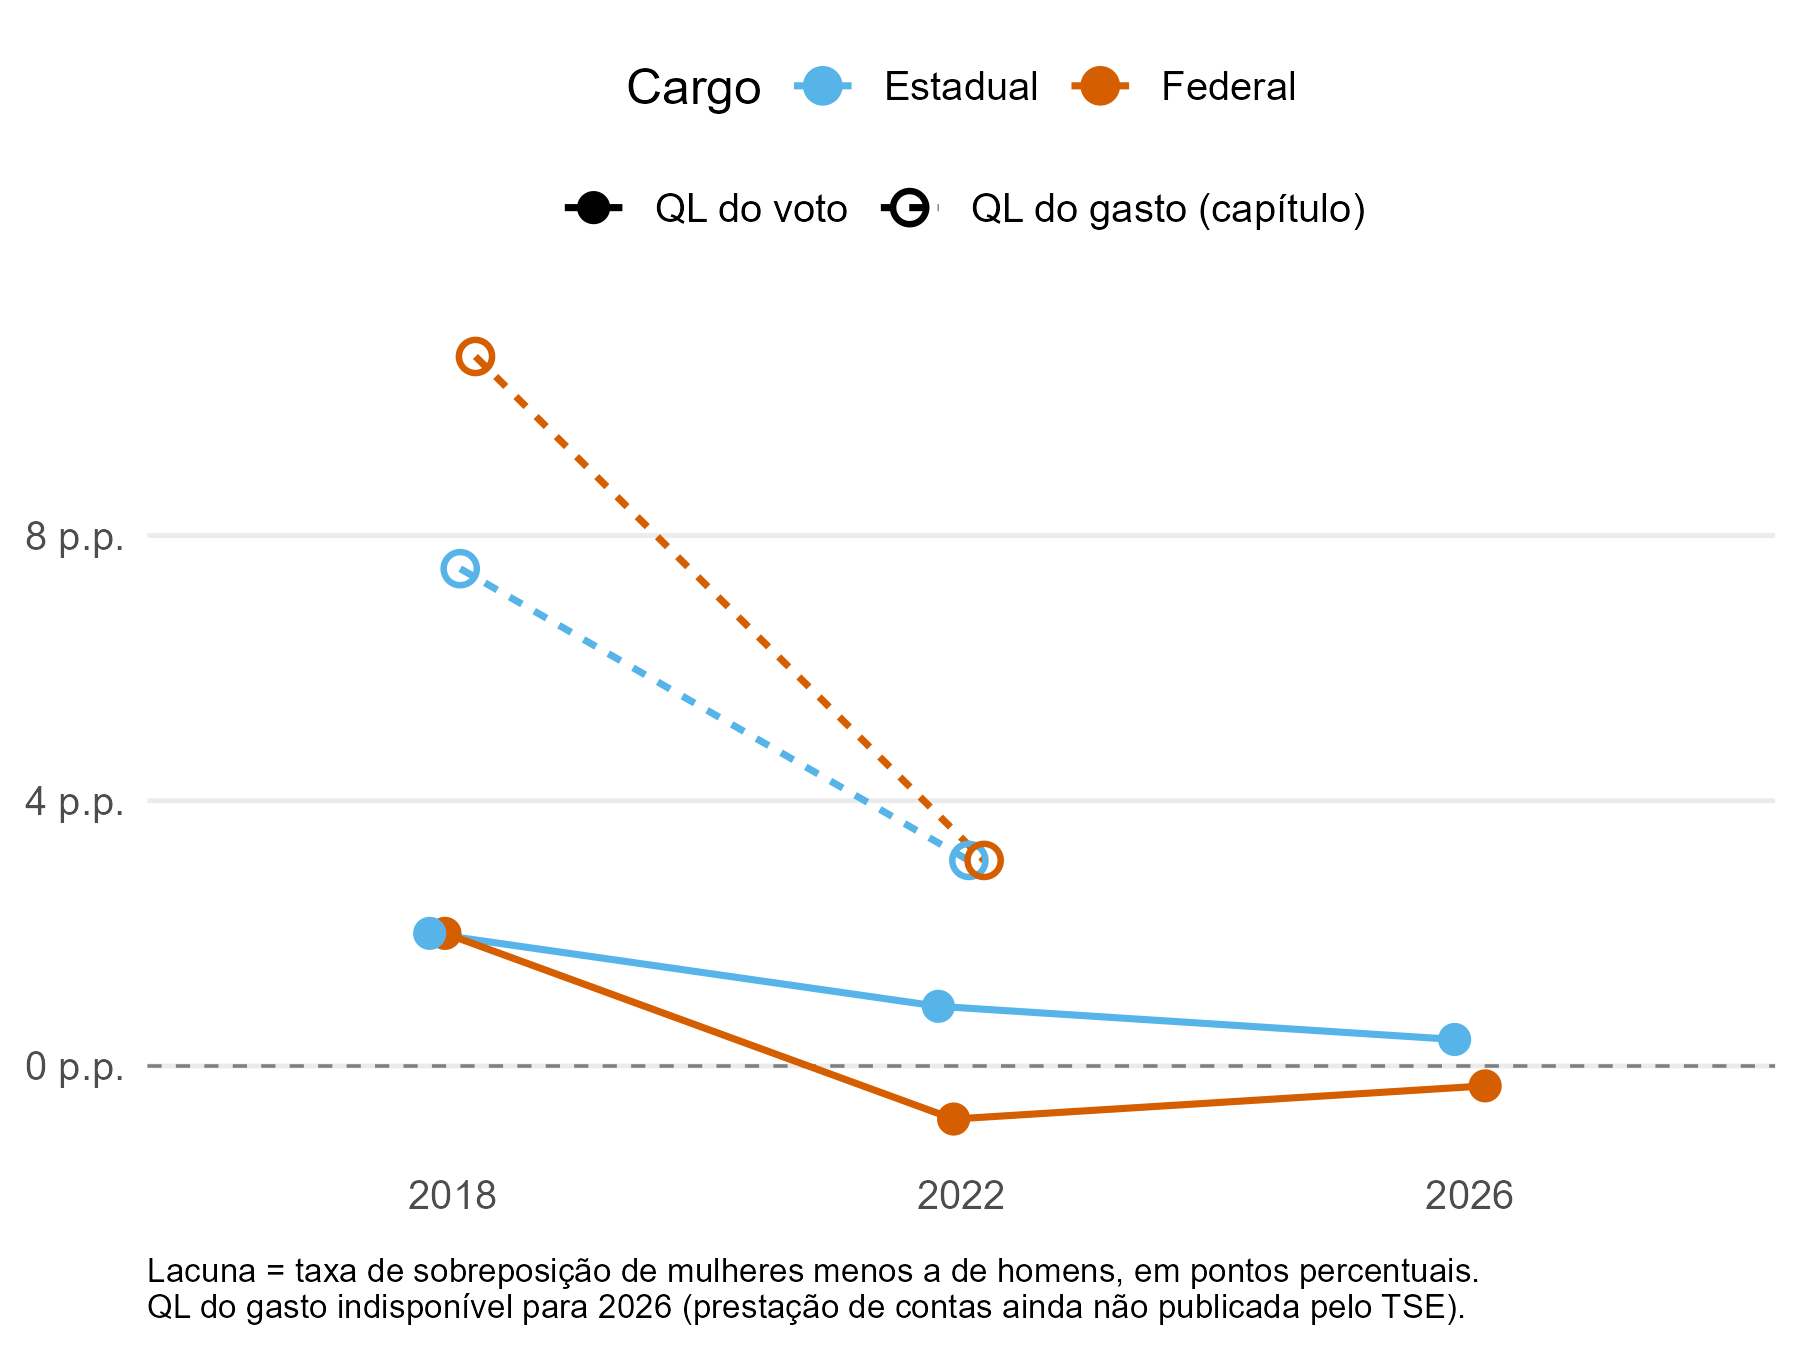 Cargo Estadual Federal
QL do voto QL do gasto (capítulo)
8 p.p.
4 p.p.
0 p.p.
2018 2022 2026
Lacuna = taxa de sobreposição de mulheres menos a de homens, em pontos percentuais.
QL do gasto indisponível para 2026 (prestação de contas ainda não publicada pelo TSE).